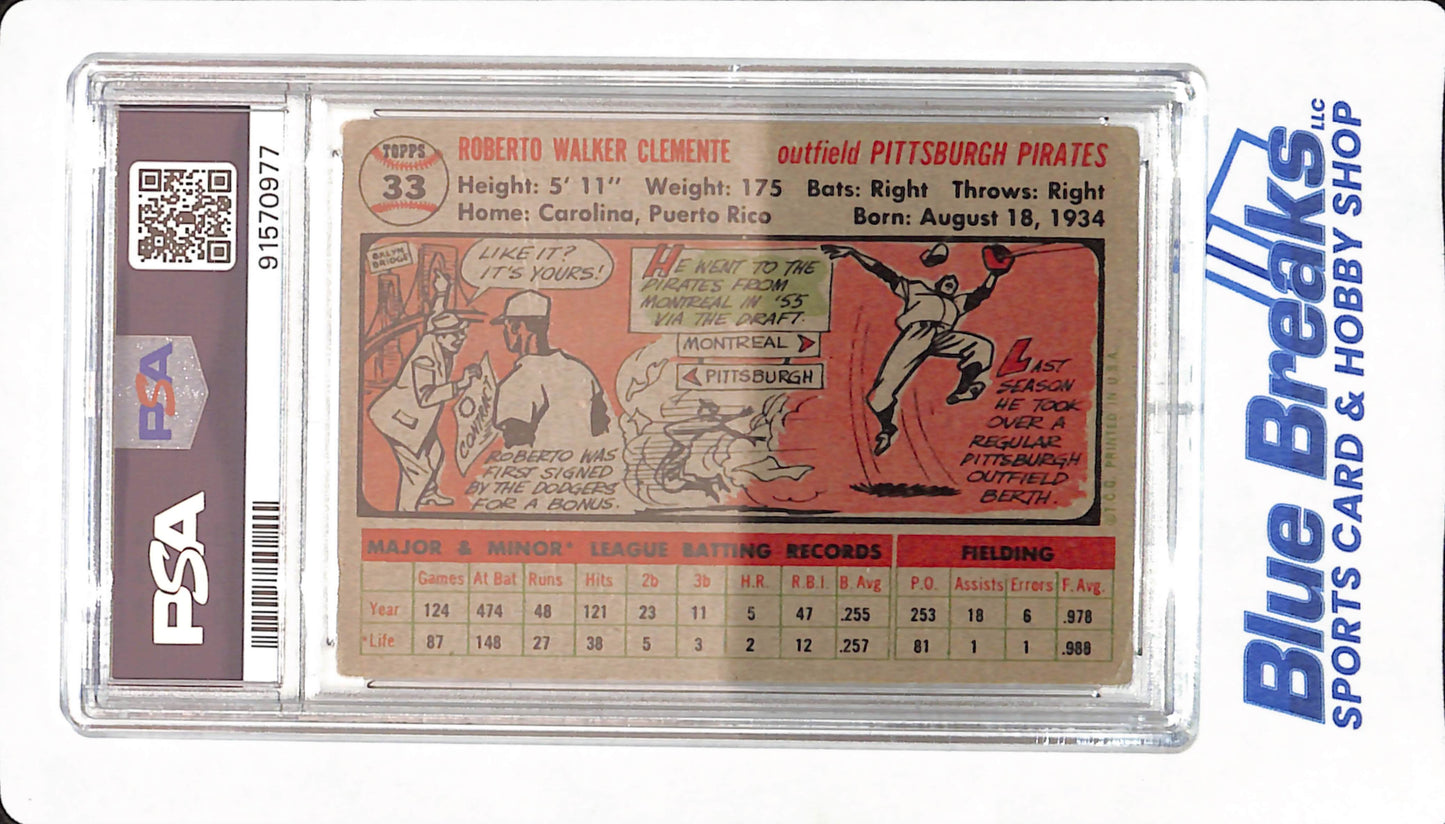 PSA
PSA
91570977
TOPPS
33
ROBERTO WALKER CLEMENTE outfield PITTSBURGH PIRATES
Height: 5' 11" Weight: 175 Bats: Right Throws: Right
Home: Carolina, Puerto Rico Born: August 18, 1934
BKLYN
BRIDGE
LIKE IT?
IT'S YOURS!
CONTRACT
ROBERTO WAS
FIRST SIGNED
BY THE DODGERS
FOR A BONUS.
HE WENT TO THE
PIRATES FROM
MONTREAL IN '55
VIA THE DRAFT.
MONTREAL
PITTSBURGH
LAST
SEASON
HE TOOK
OVER A
REGULAR
PITTSBURGH
OUTFIELD
BERTH.
©T.C.G. PRINTED IN U.S.A.
MAJOR & MINOR* LEAGUE BATTING RECORDS FIELDING
Games At Bat Runs Hits 2b 3b H.R. R.B.I. B. Avg P.O. Assists Errors F. Avg.
Year 124 474 48 121 23 11 5 47 .255 253 18 6 .978
*Life 87 148 27 38 5 3 2 12 .257 81 1 1 .988
Blue Breaks LLC
SPORTS CARD & HOBBY SHOP